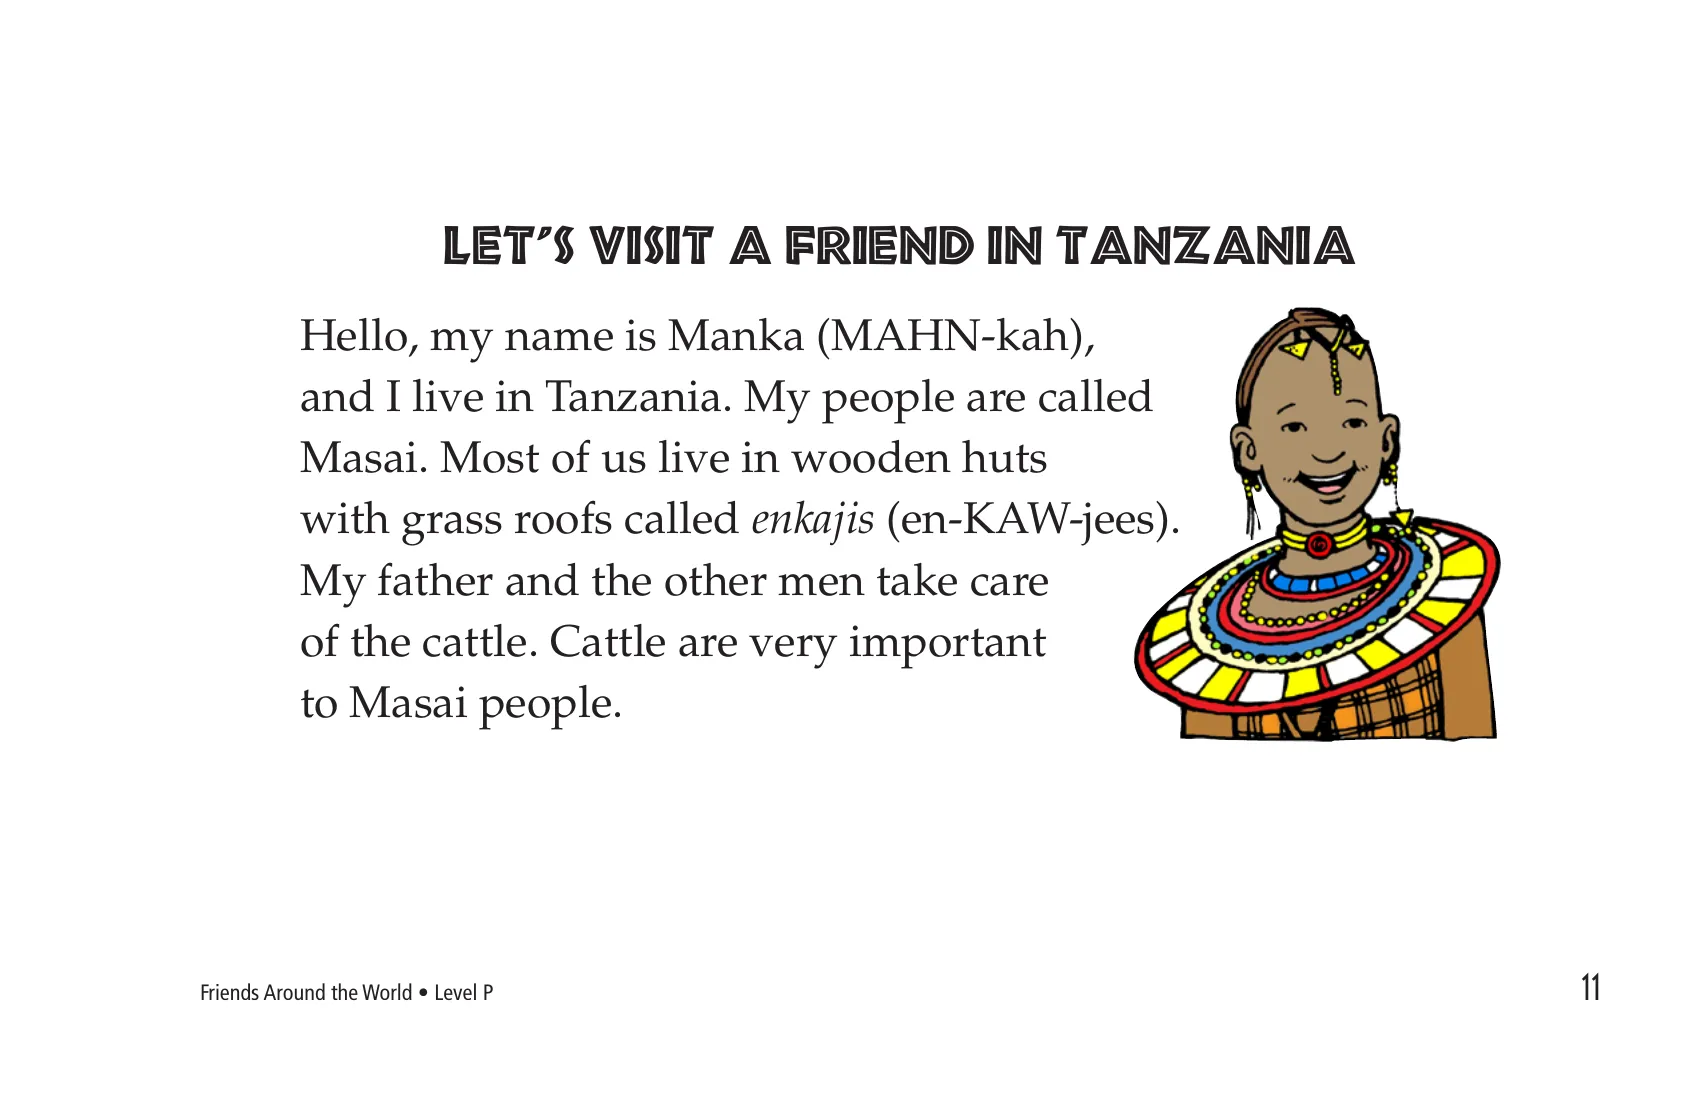 LET'S VISIT A FRIEND IN TANZANIA
Hello, my name is Manka (MAHN-kah),
and I live in Tanzania. My people are called
Masai. Most of us live in wooden huts
with grass roofs called enkajis (en-KAW-jees).
My father and the other men take care
of the cattle. Cattle are very important
to Masai people.
Friends Around the World • Level P
11